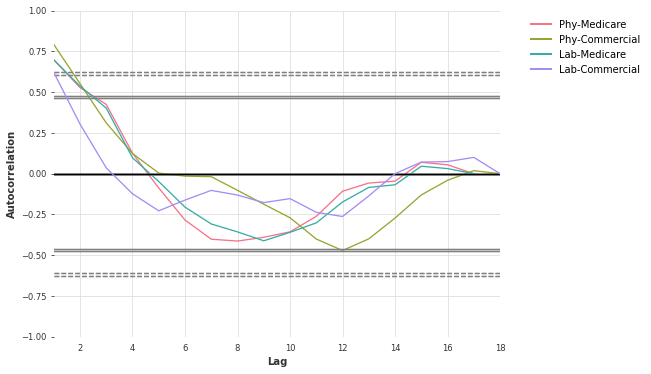 1.00
0.75
0.50
0.25
0.00
−0.25
−0.50
−0.75
−1.00
Autocorrelation
2 4 6 8 10 12 14 16 18
Lag
Phy-Medicare
Phy-Commercial
Lab-Medicare
Lab-Commercial